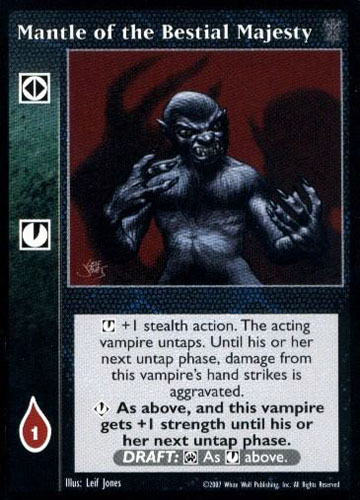 Mantle of the Bestial Majesty
LEIF JONES
+1 stealth action. The acting
vampire untaps. Until his or her
next untap phase, damage from
this vampire's hand strikes is
aggravated.
As above, and this vampire
gets +1 strength until his or
her next untap phase.
DRAFT: As above.
1
Illus: Leif Jones
©2007 White Wolf Publishing, Inc. All Rights Reserved